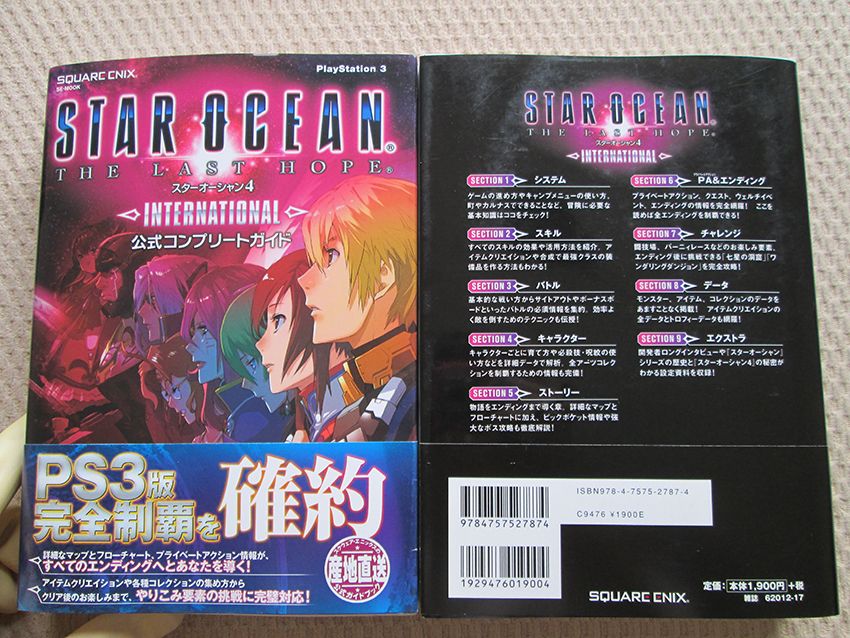 SQUARE ENIX®
SE-MOOK
PlayStation 3
STAR OCEAN®
THE LAST HOPE®
スターオーシャン4
INTERNATIONAL
公式コンプリートガイド
PS3版
完全制覇を
確約
詳細なマップとフローチャート、プライベートアクション情報が、
すべてのエンディングへとあなたを導く!
アイテムクリエイションや各種コレクションの集め方から
クリア後のお楽しみまで、やりこみ要素の挑戦に完璧対応!
スクウェア・エニックスの
産地直送
公式ガイドブック
STAR OCEAN®
THE LAST HOPE®
スターオーシャン4
INTERNATIONAL
SECTION 1 システム
ゲームの進め方やキャンプメニューの使い方、
町やカルナスでできることなど、冒険に必要な
基本知識はココをチェック!
SECTION 2 スキル
すべてのスキルの効果や活用方法を紹介。ア
イテムクリエイションや合成で最強クラスの装
備品を作る方法もわかる!
SECTION 3 バトル
基本的な戦い方からサイトアウトやボーナスボ
ードといったバトルの必須情報を集約。効率よ
く敵を倒すためのテクニックも伝授!
SECTION 4 キャラクター
キャラクターごとに育て方や必殺技・呪紋の使
い方などを詳細データで解析。全アーツコレク
ションを制覇するための情報も完備!
SECTION 5 ストーリー
物語をエンディングまで導く章。詳細なマップと
フローチャートに加え、ピックポケット情報や強
大なボス攻略も徹底解説!
SECTION 6 PA&エンディング
プライベートアクション、クエスト、ウェルチイベ
ント、エンディングの情報を完全網羅! ここを
読めば全エンディングを制覇できる!
SECTION 7 チャレンジ
闘技場、バーニィレースなどのお楽しみ要素、
エンディング後に挑戦できる「七星の洞窟」「ワ
ンダリングダンジョン」を完全攻略!
SECTION 8 データ
モンスター、アイテム、コレクションのデータを
あますことなく掲載! アイテムクリエイションの
全データとトロフィーデータも網羅!
SECTION 9 エクストラ
開発者ロングインタビューや『スターオーシャン』
シリーズの歴史と『スターオーシャン4』の秘密が
わかる設定資料を収録!
ISBN978-4-7575-2787-4
C9476 ¥1900E
9784757527874
1929476019004
定価:本体1,900円+税
雑誌 62012-17
SQUARE ENIX®